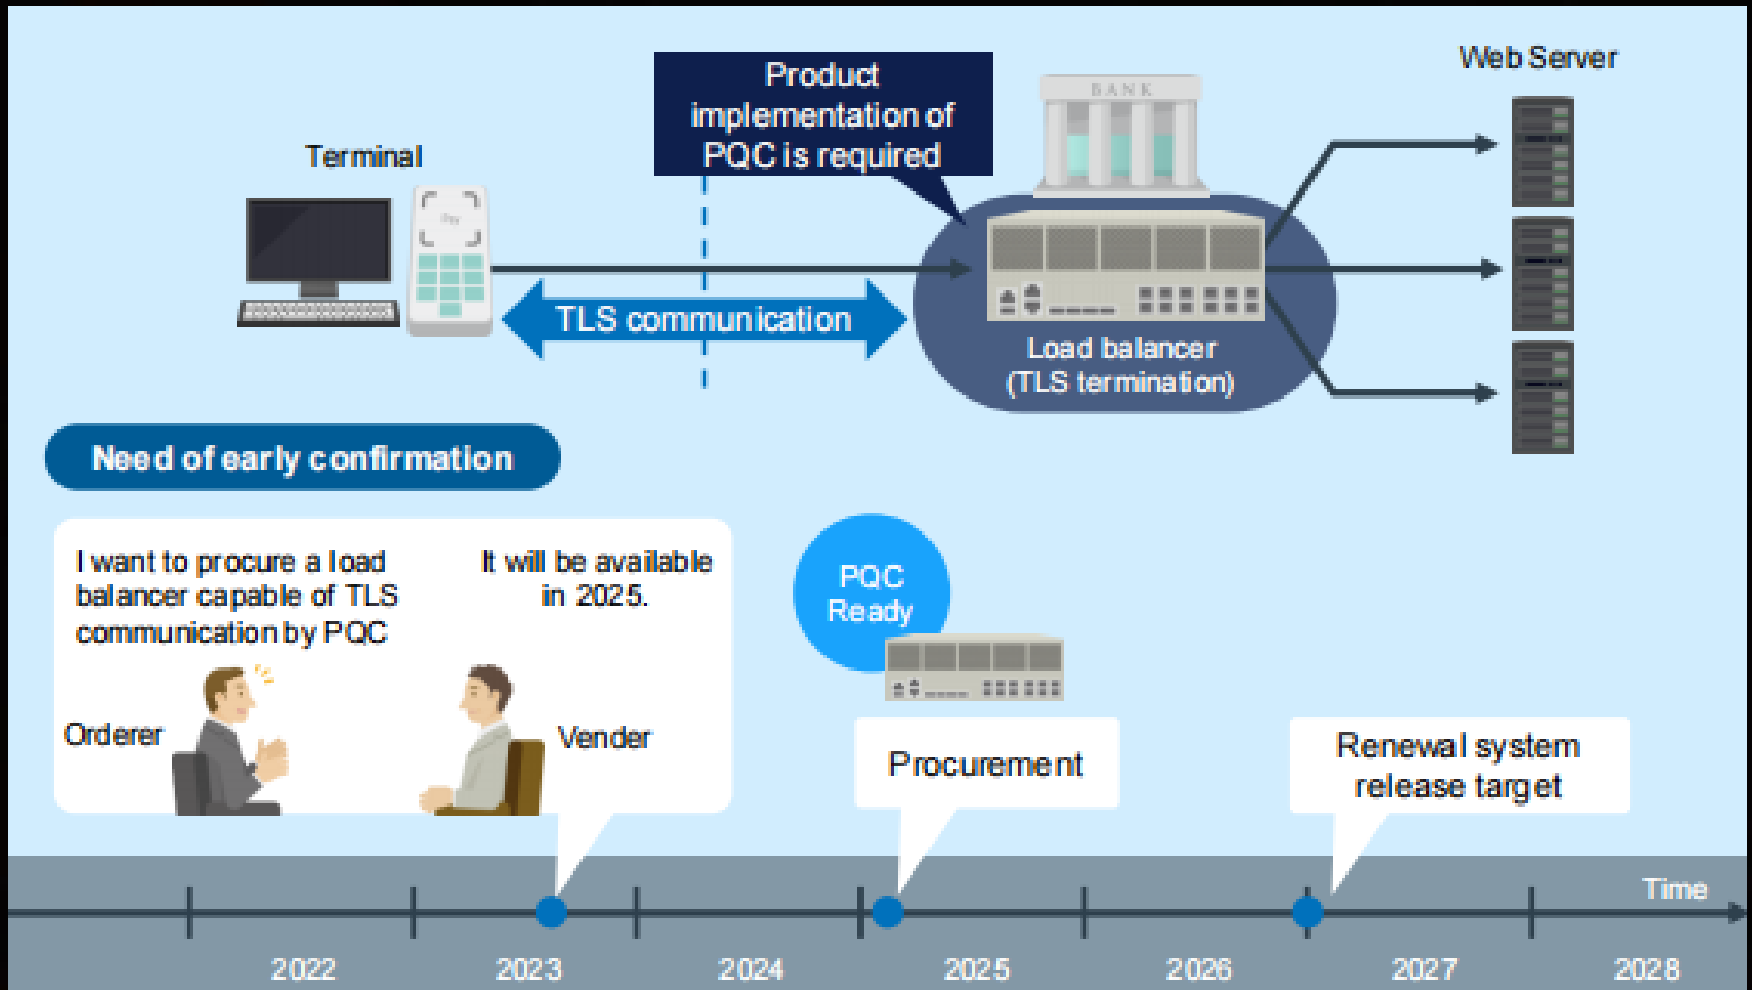 Web Server
Product
implementation of
PQC is required
BANK
Terminal
Pay
TLS communication
Load balancer
(TLS termination)
Need of early confirmation
I want to procure a load
balancer capable of TLS
communication by PQC
It will be available
in 2025.
PQC
Ready
Orderer
Vender
Procurement
Renewal system
release target
Time
2022
2023
2024
2025
2026
2027
2028